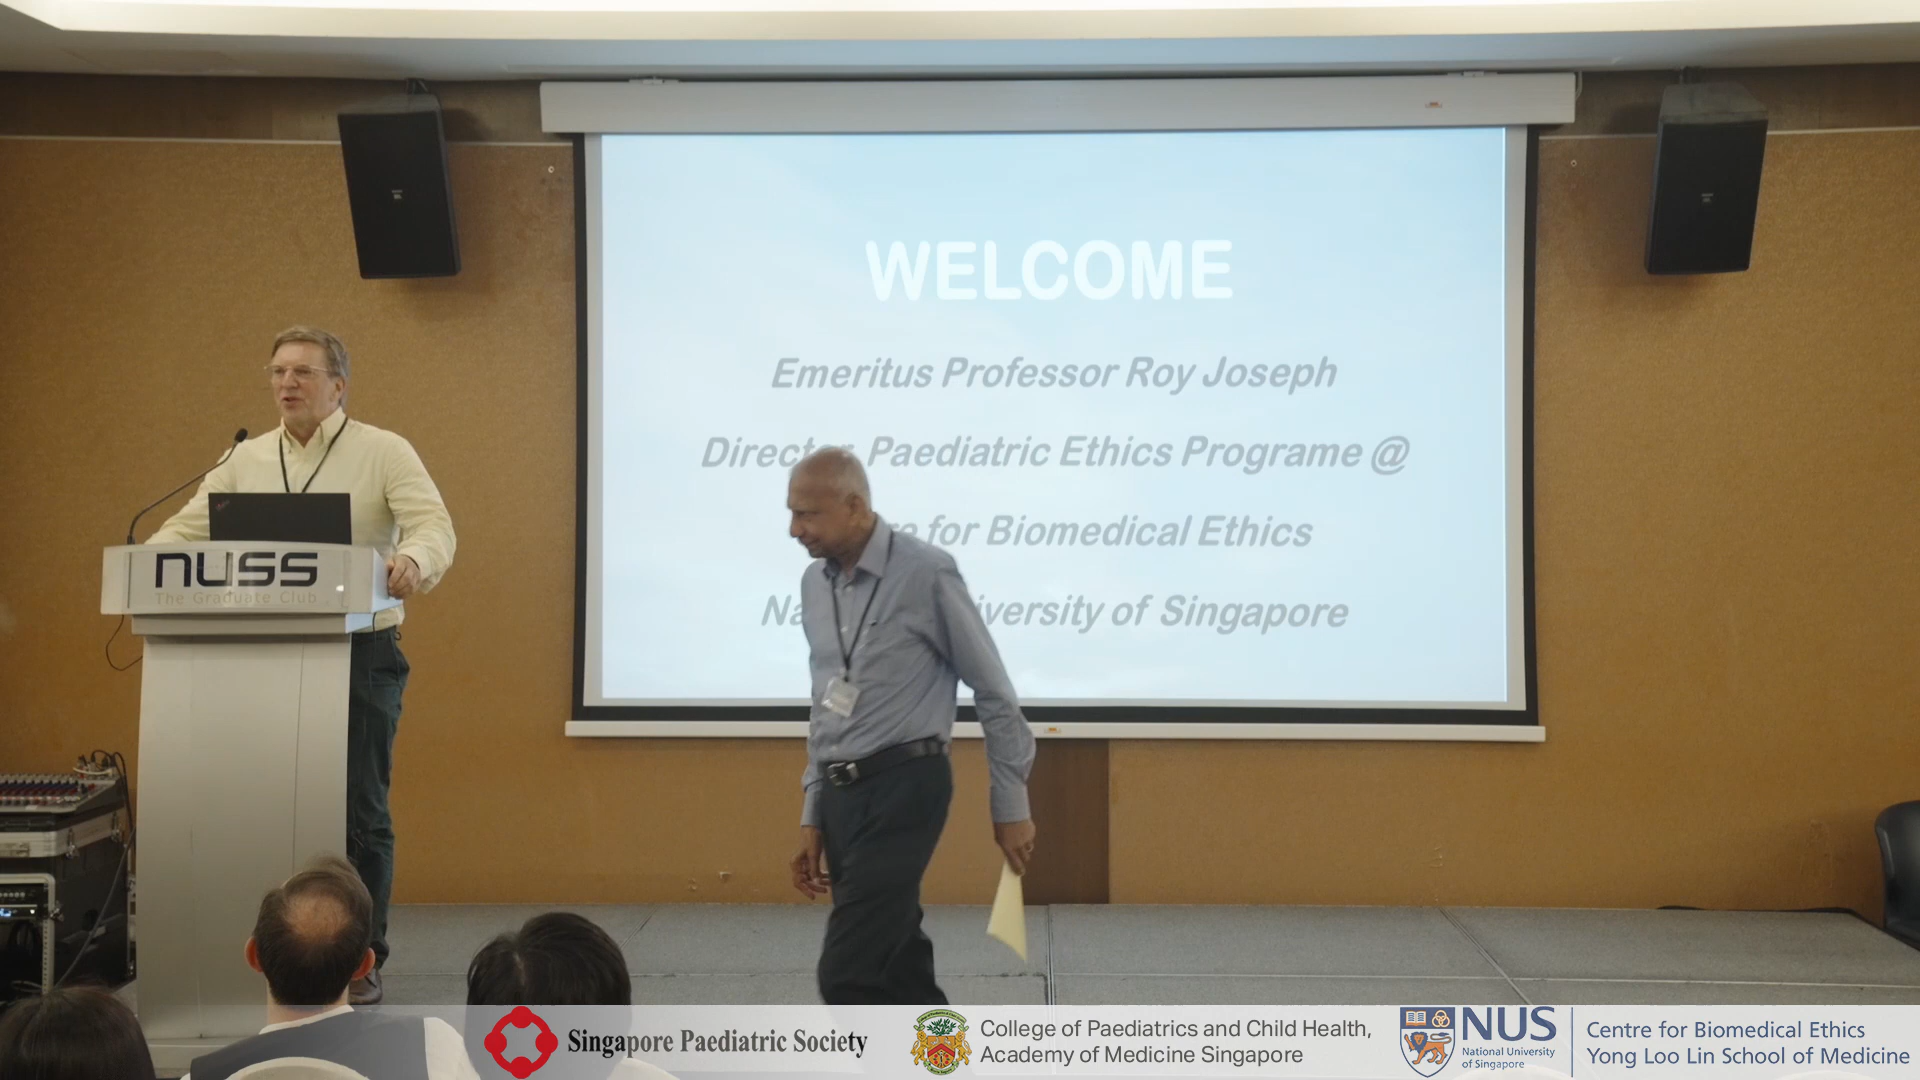 WELCOME
Emeritus Professor Roy Joseph
Direct Paediatric Ethics Programe @
for Biomedical Ethics
of Singapore
nuss
The Graduate Club
Singapore Paediatric Society
College of Paediatrics and Child Health,
Academy of Medicine Singapore
NUS
National University
of Singapore
Centre for Biomedical Ethics
Yong Loo Lin School of Medicine